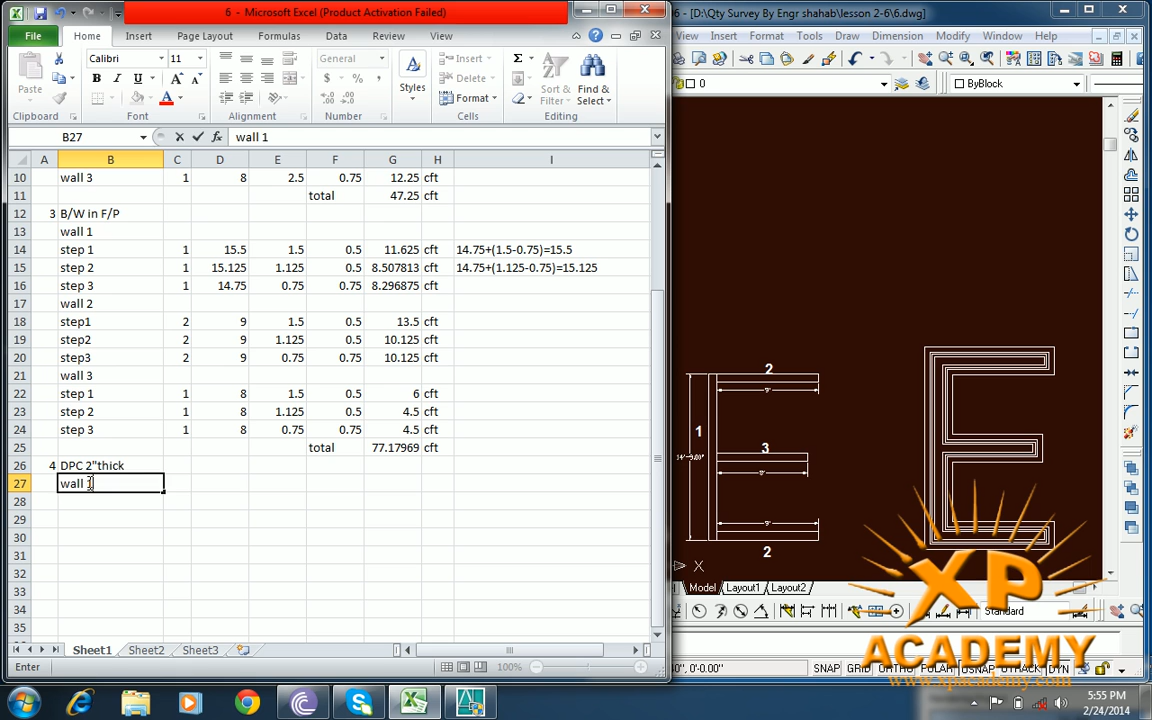 6 - Microsoft Excel (Product Activation Failed)
File Home Insert Page Layout Formulas Data Review View
Paste
Calibri 11
B I U
General
Styles
Insert
Delete
Format
Sort & Filter
Find & Select
Clipboard Font Alignment Number Cells Editing
B27 fx wall 1
A B C D E F G H I
10 wall 3 1 8 2.5 0.75 12.25 cft
11 total 47.25 cft
12 3 B/W in F/P
13 wall 1
14 step 1 1 15.5 1.5 0.5 11.625 cft 14.75+(1.5-0.75)=15.5
15 step 2 1 15.125 1.125 0.5 8.507813 cft 14.75+(1.125-0.75)=15.125
16 step 3 1 14.75 0.75 0.75 8.296875 cft
17 wall 2
18 step1 2 9 1.5 0.5 13.5 cft
19 step2 2 9 1.125 0.5 10.125 cft
20 step3 2 9 0.75 0.75 10.125 cft
21 wall 3
22 step 1 1 8 1.5 0.5 6 cft
23 step 2 1 8 1.125 0.5 4.5 cft
24 step 3 1 8 0.75 0.75 4.5 cft
25 total 77.17969 cft
26 4 DPC 2"thick
27 wall 1
28
29
30
31
32
33
34
35
Sheet1 Sheet2 Sheet3
Enter 100%
-6 - [D:\Qty Survey By Engr shahab\lesson 2-6\6.dwg]
View Insert Format Tools Draw Dimension Modify Window Help
0 ByBlock
2
9'
1
3
8'
9'
2
X
Model Layout1 Layout2
Standard
SNAP GRID ORTHO POLAR OSNAP OTRACK DYN
XP
ACADEMY
www.xpacademy.com
5:55 PM
2/24/2014